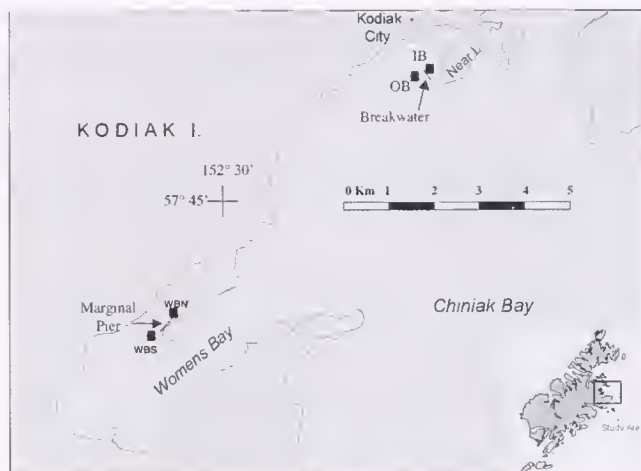 Kodiak
City
IB
OB
Near I.
Breakwater
KODIAK I.
152° 30'
57° 45'
0 Km 1 2 3 4 5
Marginal
Pier
WBN
WBS
Womens Bay
Chiniak Bay
Study Area